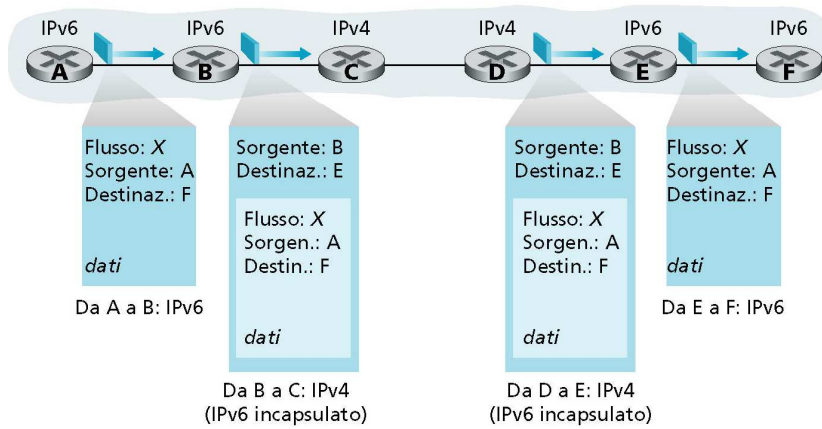 IPv6
IPv6
IPv4
IPv4
IPv6
IPv6
A
B
C
D
E
F
Flusso: X
Sorgente: A
Destinaz.: F
dati
Da A a B: IPv6
Sorgente: B
Destinaz.: E
Flusso: X
Sorgen.: A
Destin.: F
dati
Da B a C: IPv4
(IPv6 incapsulato)
Sorgente: B
Destinaz.: E
Flusso: X
Sorgen.: A
Destin.: F
dati
Da D a E: IPv4
(IPv6 incapsulato)
Flusso: X
Sorgente: A
Destinaz.: F
dati
Da E a F: IPv6